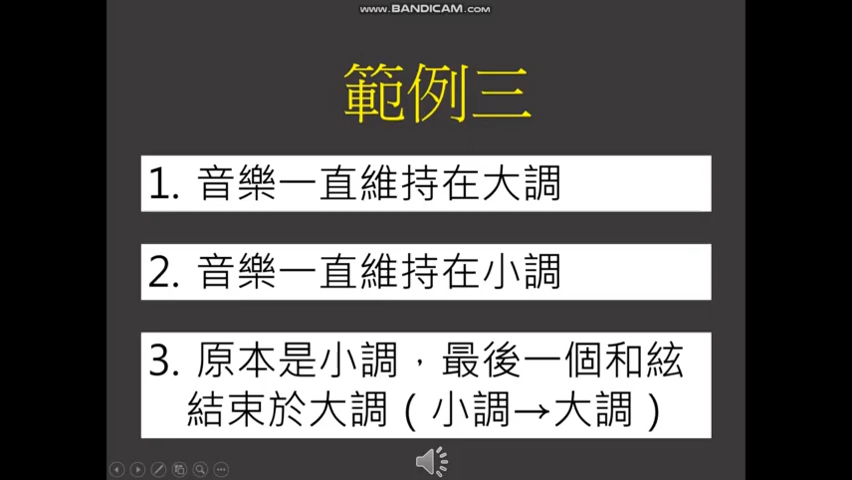 www.BANDICAM.com
範例三
1. 音樂一直維持在大調
2. 音樂一直維持在小調
3. 原本是小調，最後一個和絃
結束於大調（小調→大調）